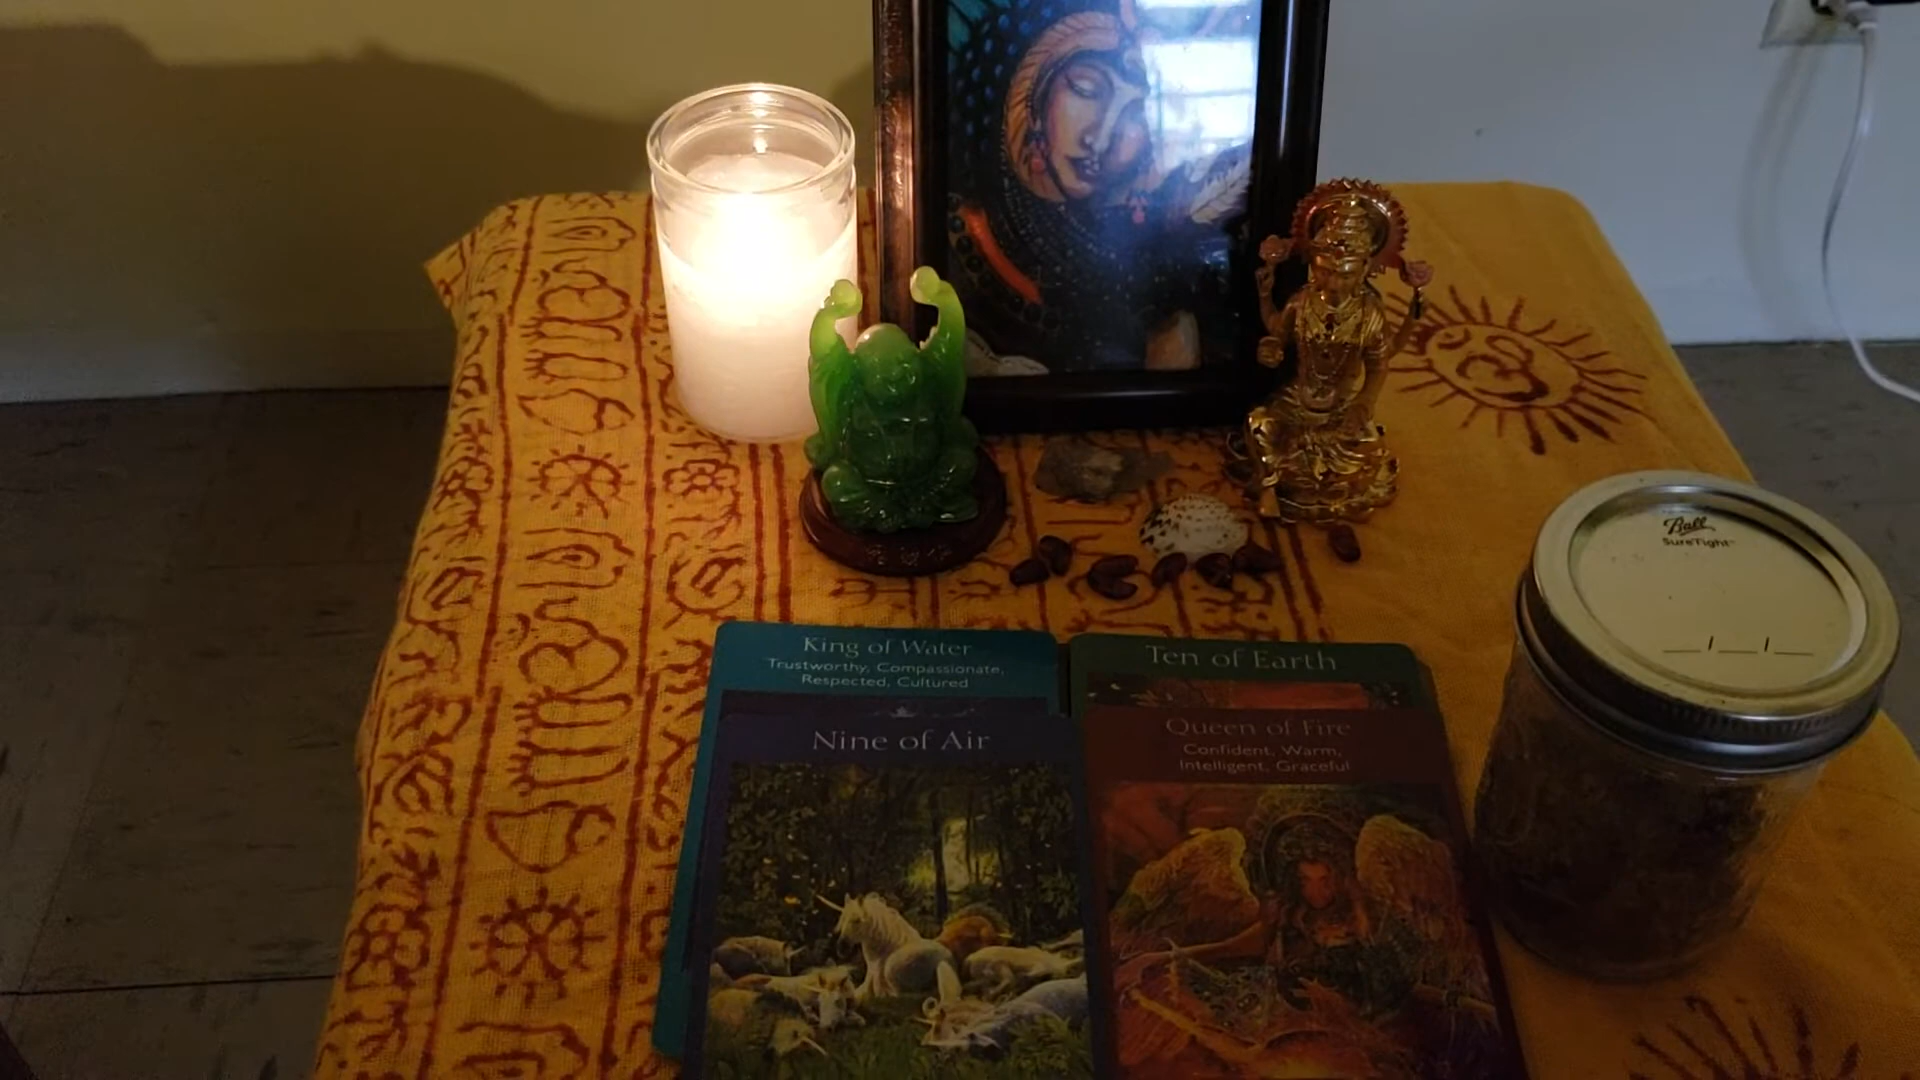 Ball
SureTight™
King of Water
Trustworthy, Compassionate,
Respected, Cultured
Ten of Earth
Nine of Air
Queen of Fire
Confident, Warm,
Intelligent, Graceful